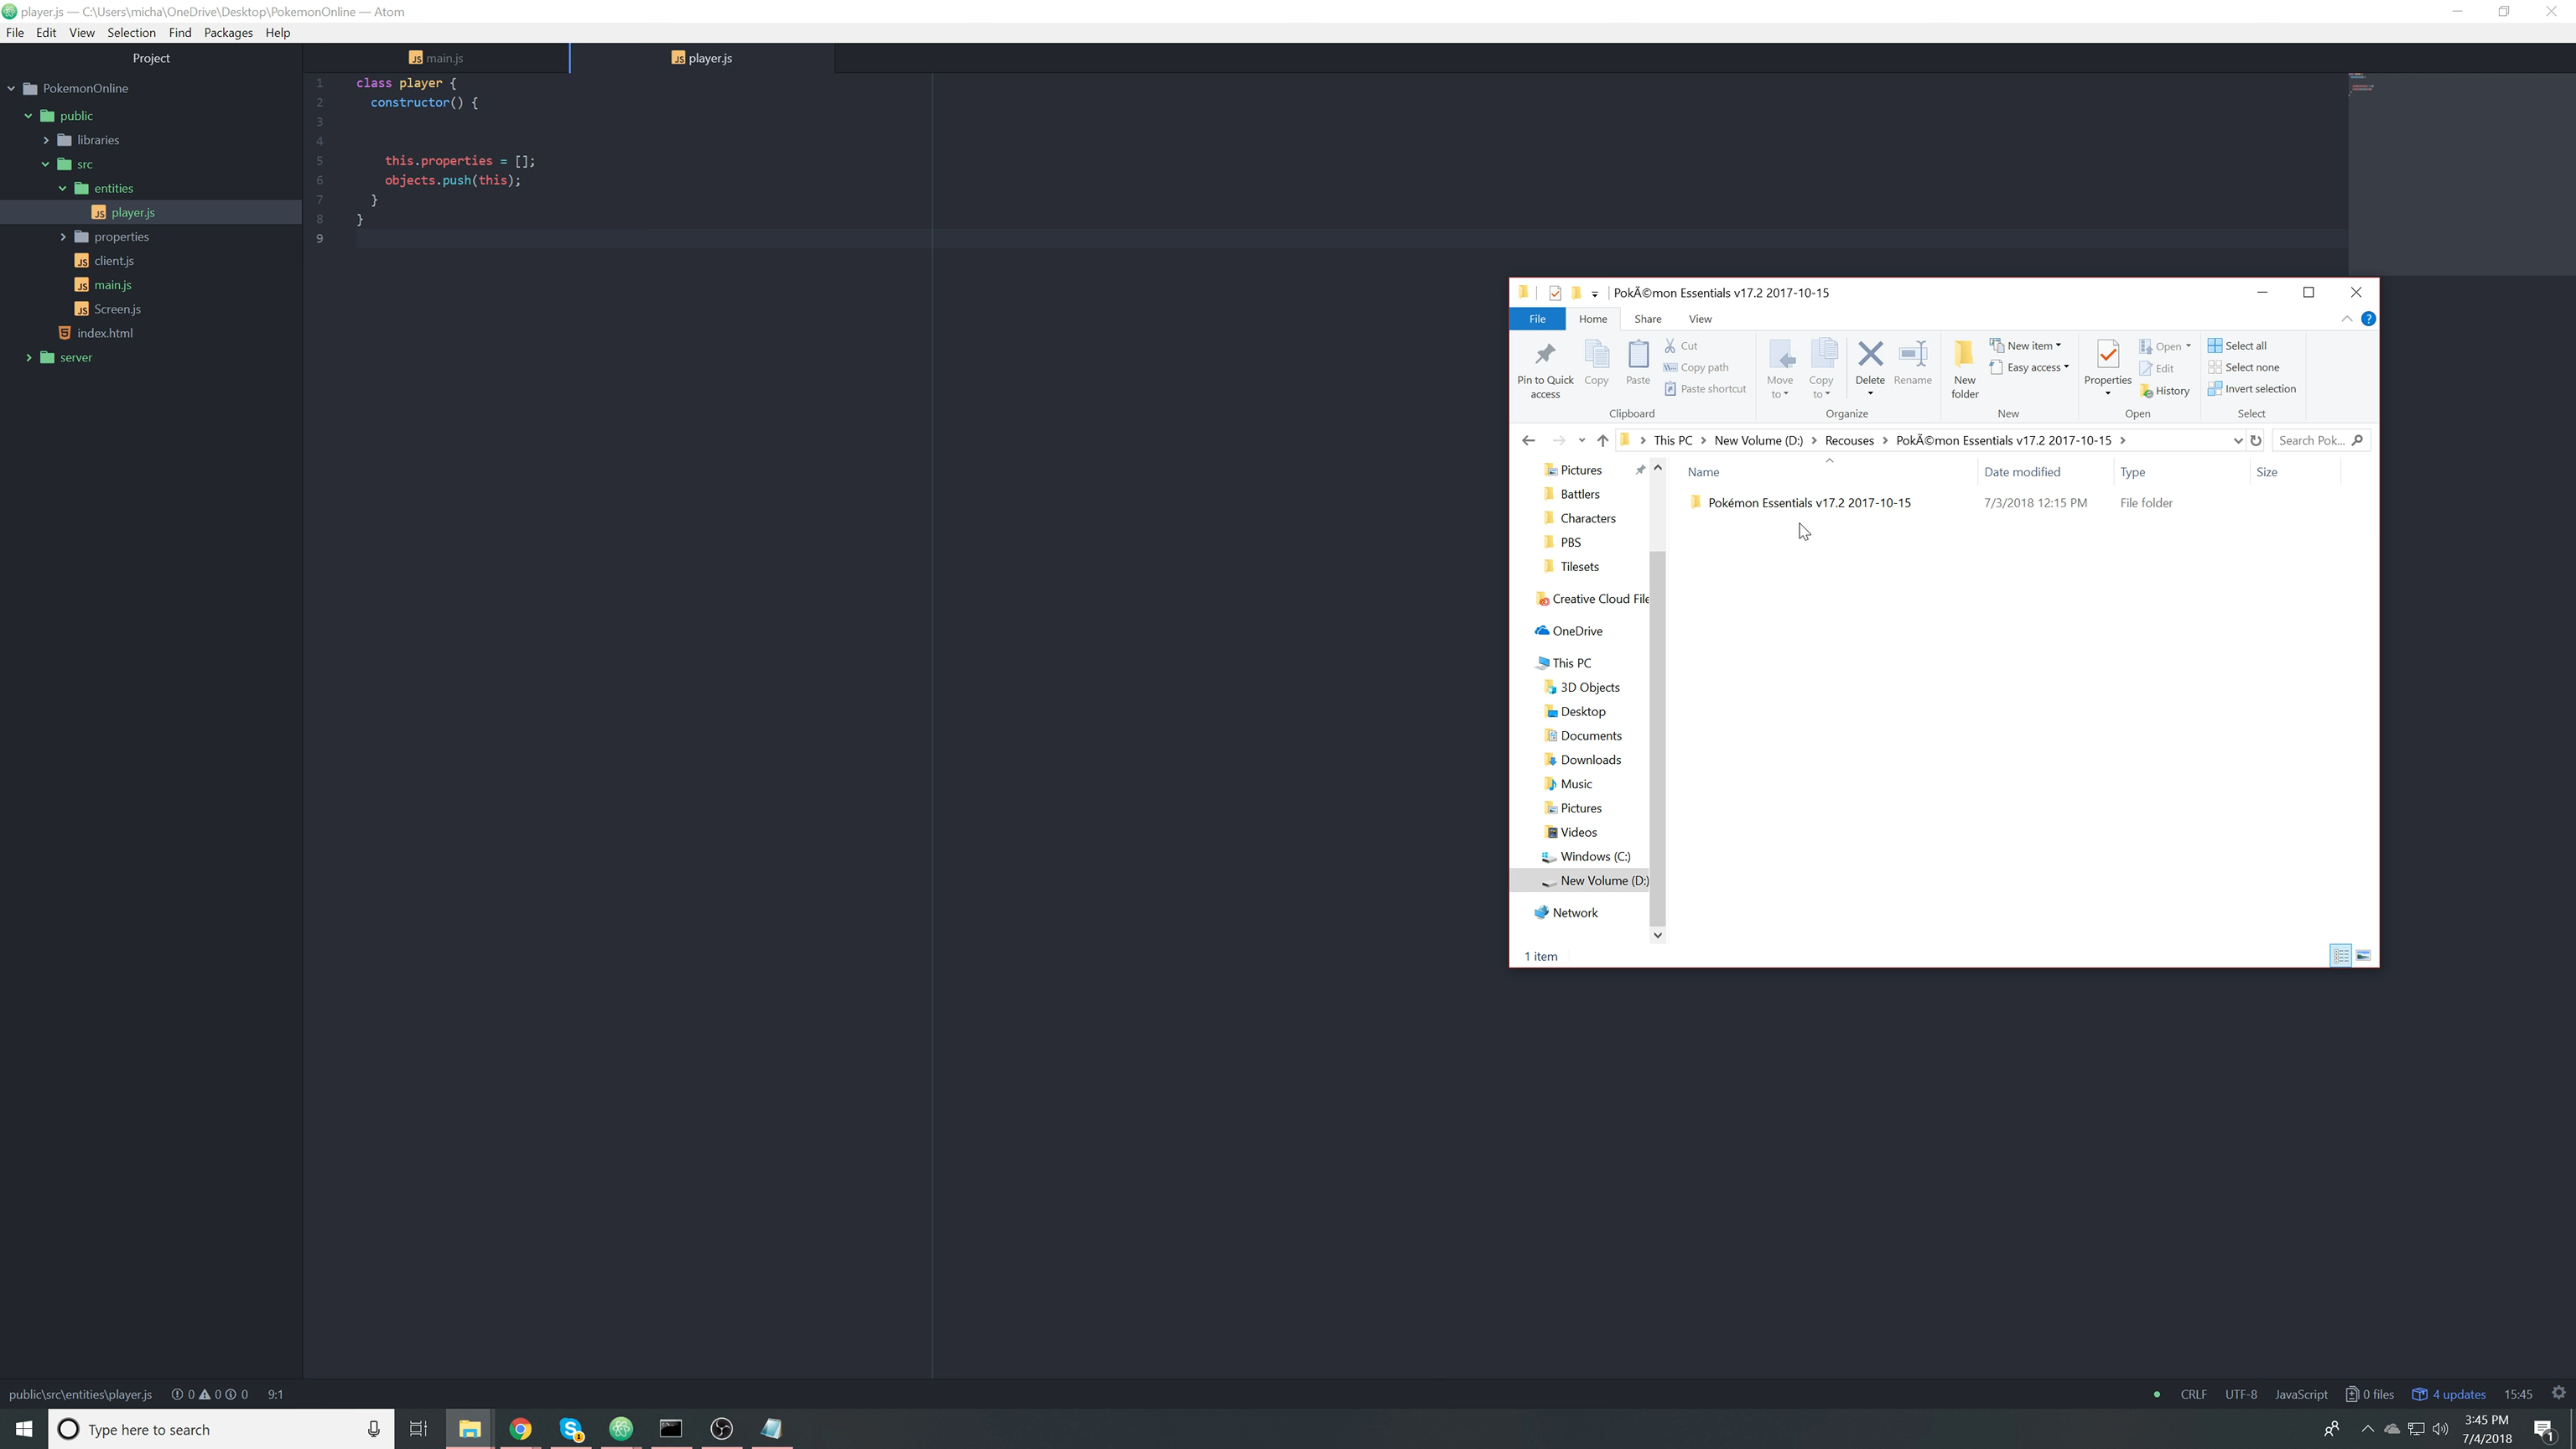 player.js — C:\Users\micha\OneDrive\Desktop\PokemonOnline — Atom
File Edit View Selection Find Packages Help
Project
main.js
player.js
PokemonOnline
public
libraries
src
entities
player.js
properties
client.js
main.js
Screen.js
index.html
server
1 class player {
2 constructor() {
3
4
5 this.properties = [];
6 objects.push(this);
7 }
8 }
9
PokÃ©mon Essentials v17.2 2017-10-15
File Home Share View
Pin to Quick access
Copy
Paste
Cut
Copy path
Paste shortcut
Clipboard
Move to
Copy to
Delete
Rename
Organize
New folder
New item
Easy access
New
Properties
Open
Edit
History
Open
Select all
Select none
Invert selection
Select
This PC New Volume (D:) Recouses PokÃ©mon Essentials v17.2 2017-10-15
Search Pok...
Name Date modified Type Size
Pokémon Essentials v17.2 2017-10-15 7/3/2018 12:15 PM File folder
Pictures
Battlers
Characters
PBS
Tilesets
Creative Cloud File
OneDrive
This PC
3D Objects
Desktop
Documents
Downloads
Music
Pictures
Videos
Windows (C:)
New Volume (D:)
Network
1 item
public\src\entities\player.js 0 0 0 9:1
CRLF UTF-8 JavaScript 0 files 4 updates 15:45
Type here to search
1
3:45 PM
7/4/2018
1